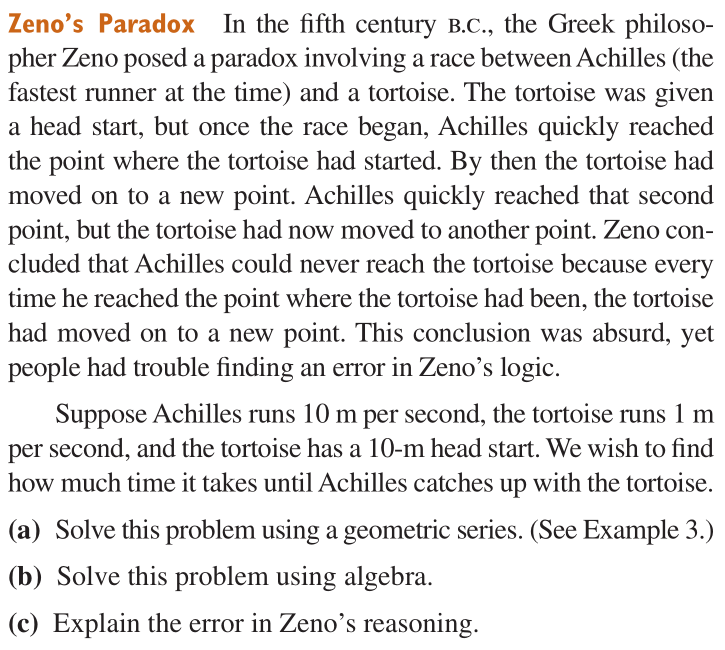 Zeno's Paradox In the fifth century B.C., the Greek philoso-
pher Zeno posed a paradox involving a race between Achilles (the
fastest runner at the time) and a tortoise. The tortoise was given
a head start, but once the race began, Achilles quickly reached
the point where the tortoise had started. By then the tortoise had
moved on to a new point. Achilles quickly reached that second
point, but the tortoise had now moved to another point. Zeno con-
cluded that Achilles could never reach the tortoise because every
time he reached the point where the tortoise had been, the tortoise
had moved on to a new point. This conclusion was absurd, yet
people had trouble finding an error in Zeno's logic.
Suppose Achilles runs 10 m per second, the tortoise runs 1 m
per second, and the tortoise has a 10-m head start. We wish to find
how much time it takes until Achilles catches up with the tortoise.
(a) Solve this problem using a geometric series. (See Example 3.)
(b) Solve this problem using algebra.
(c) Explain the error in Zeno's reasoning.